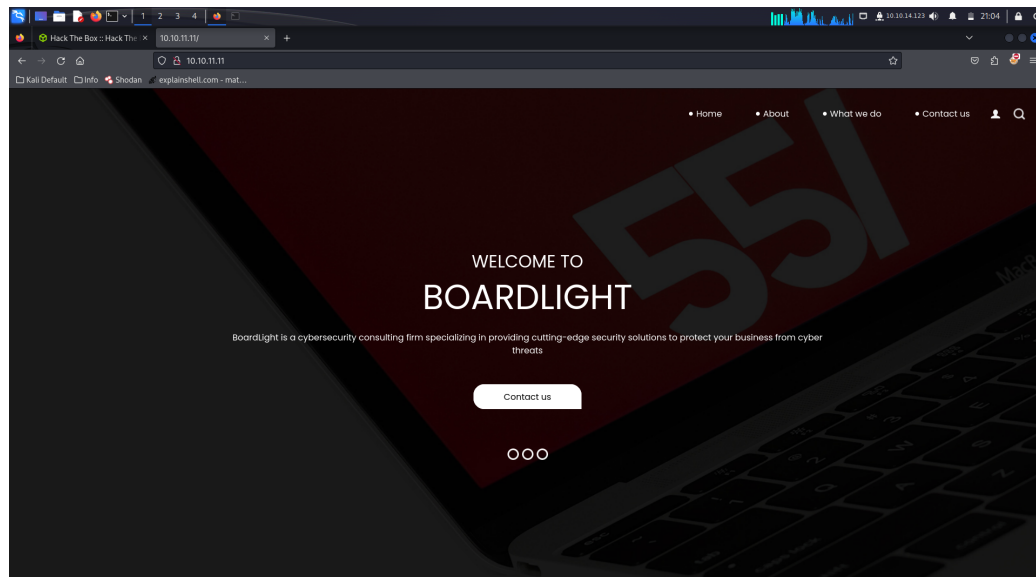 1 2 3 4
10.10.14.123 21:04
Hack The Box :: Hack The
10.10.11.11/
10.10.11.11
Kali Default Info Shodan explainshell.com - mat...
Home About What we do Contact us
55/
MacB
WELCOME TO
BOARDLIGHT
BoardLight is a cybersecurity consulting firm specializing in providing cutting-edge security solutions to protect your business from cyber
threats
Contact us